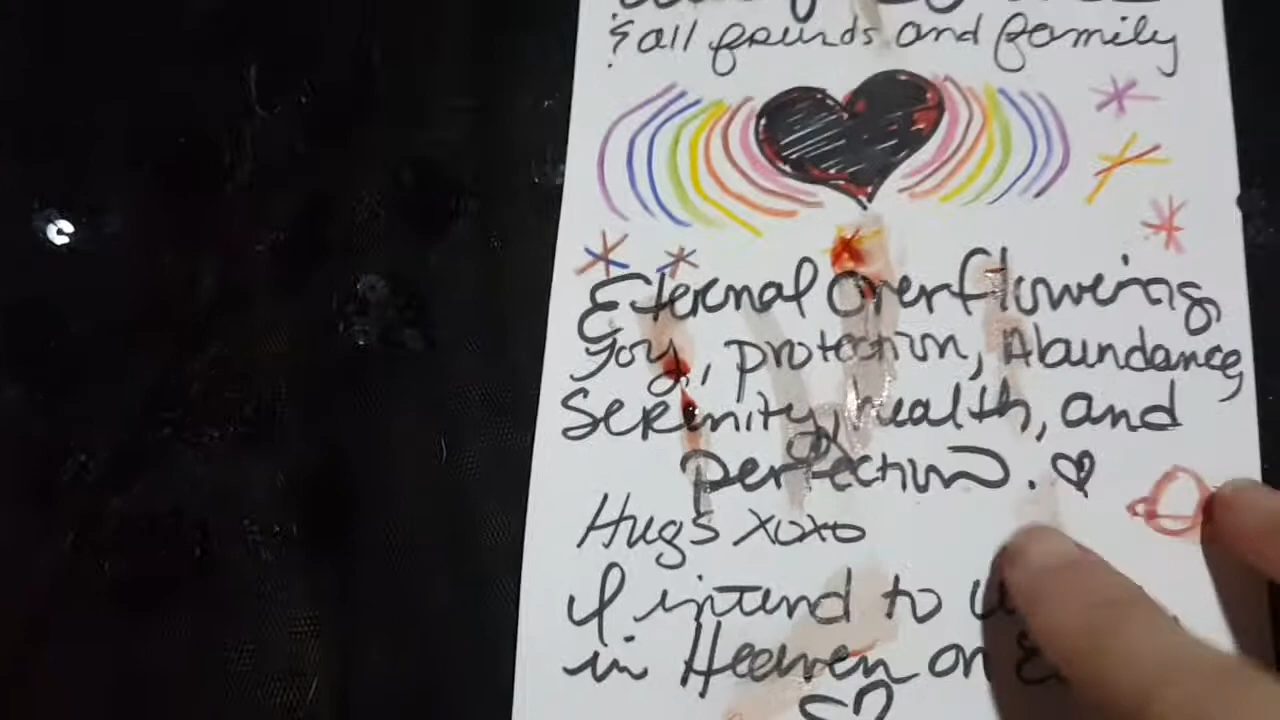 & all friends and family
Eternal Overflowing
Joy, protection, Abundance,
Serenity, health, and
perfection.
Hugs xoxo
I intend to
in Heaven on